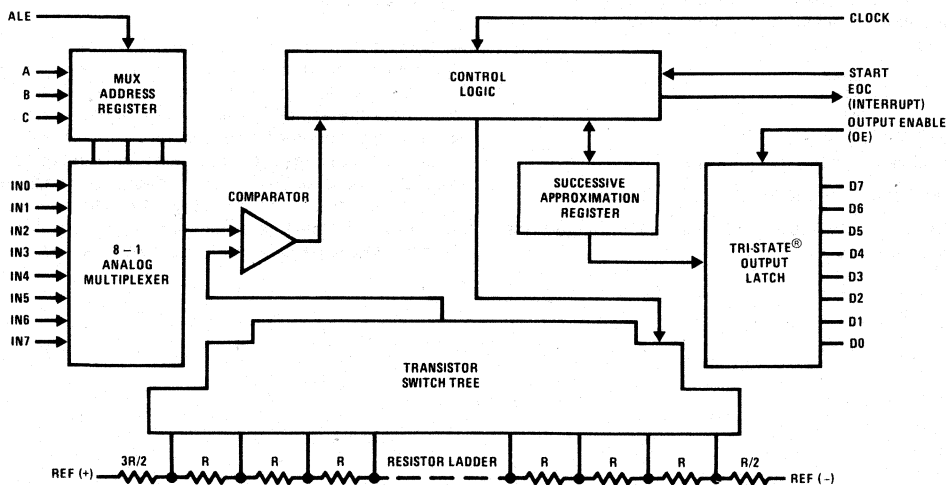 ALE
CLOCK
A
B
C
MUX
ADDRESS
REGISTER
CONTROL
LOGIC
START
EOC
(INTERRUPT)
OUTPUT ENABLE
(OE)
IN0
IN1
IN2
IN3
IN4
IN5
IN6
IN7
8 – 1
ANALOG
MULTIPLEXER
COMPARATOR
SUCCESSIVE
APPROXIMATION
REGISTER
TRI-STATE®
OUTPUT
LATCH
D7
D6
D5
D4
D3
D2
D1
D0
TRANSISTOR
SWITCH TREE
REF (+)
3R/2
R
R
R
RESISTOR LADDER
R
R
R
R/2
REF (–)